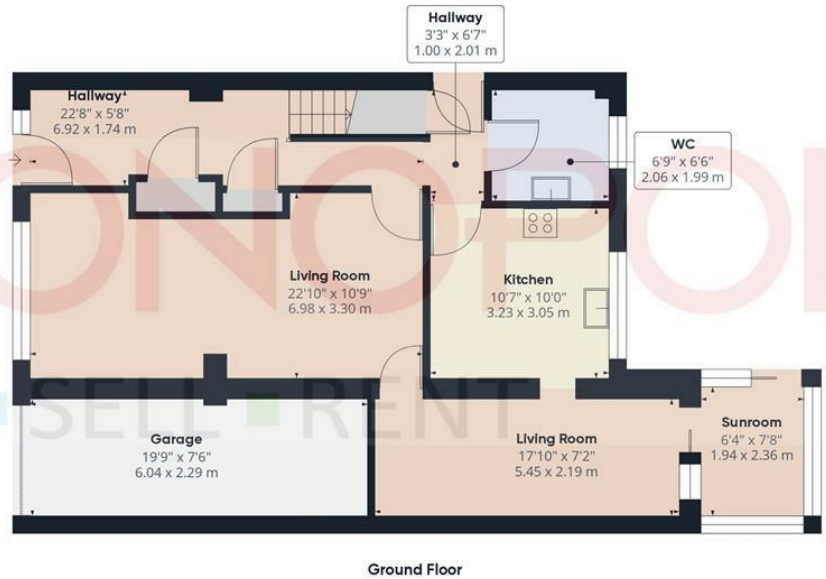 Hallway
3'3" x 6'7"
1.00 x 2.01 m
Hallway
22'8" x 5'8"
6.92 x 1.74 m
WC
6'9" x 6'6"
2.06 x 1.99 m
Living Room
22'10" x 10'9"
6.98 x 3.30 m
Kitchen
10'7" x 10'0"
3.23 x 3.05 m
SELL RENT
Garage
19'9" x 7'6"
6.04 x 2.29 m
Living Room
17'10" x 7'2"
5.45 x 2.19 m
Sunroom
6'4" x 7'8"
1.94 x 2.36 m
Ground Floor